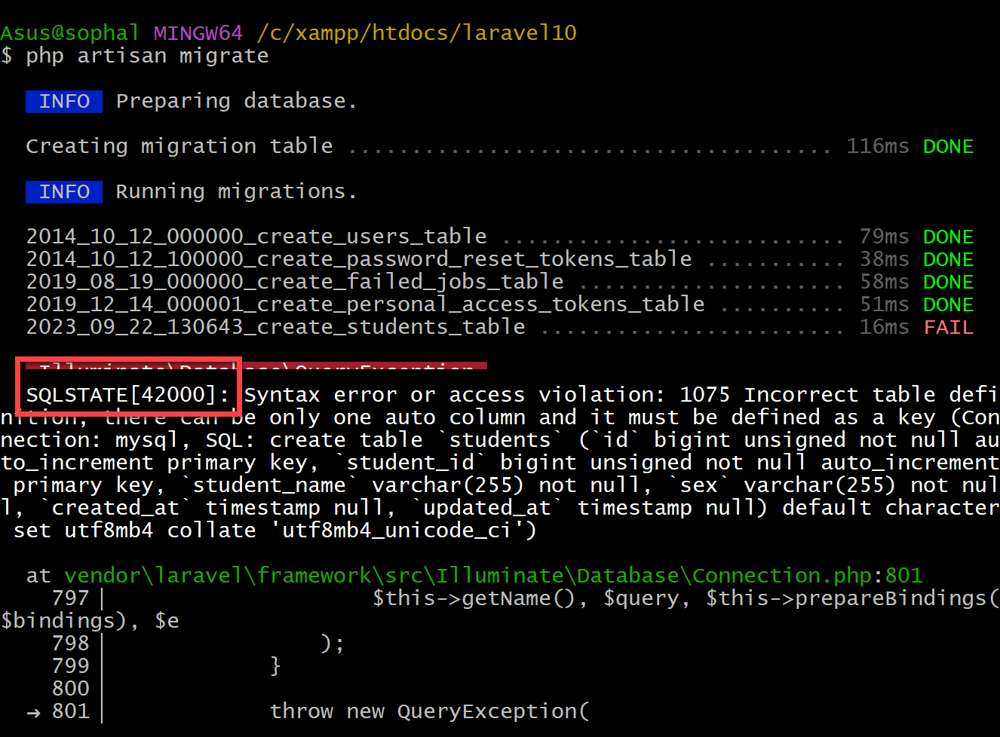 Asus@sophal MINGW64 /c/xampp/htdocs/laravel10
$ php artisan migrate
INFO Preparing database.
Creating migration table ...................................... 116ms DONE
INFO Running migrations.
2014_10_12_000000_create_users_table ........................... 79ms DONE
2014_10_12_100000_create_password_reset_tokens_table ........... 38ms DONE
2019_08_19_000000_create_failed_jobs_table ..................... 58ms DONE
2019_12_14_000001_create_personal_access_tokens_table .......... 51ms DONE
2023_09_22_130643_create_students_table ........................ 16ms FAIL
Illuminate\Database\QueryException
SQLSTATE[42000]: Syntax error or access violation: 1075 Incorrect table defi
nition; there can be only one auto column and it must be defined as a key (Con
nection: mysql, SQL: create table `students` (`id` bigint unsigned not null au
to_increment primary key, `student_id` bigint unsigned not null auto_increment
primary key, `student_name` varchar(255) not null, `sex` varchar(255) not nul
l, `created_at` timestamp null, `updated_at` timestamp null) default character
set utf8mb4 collate 'utf8mb4_unicode_ci')
at vendor\laravel\framework\src\Illuminate\Database\Connection.php:801
797| $this->getName(), $query, $this->prepareBindings(
$bindings), $e
798| );
799| }
800|
→ 801| throw new QueryException(